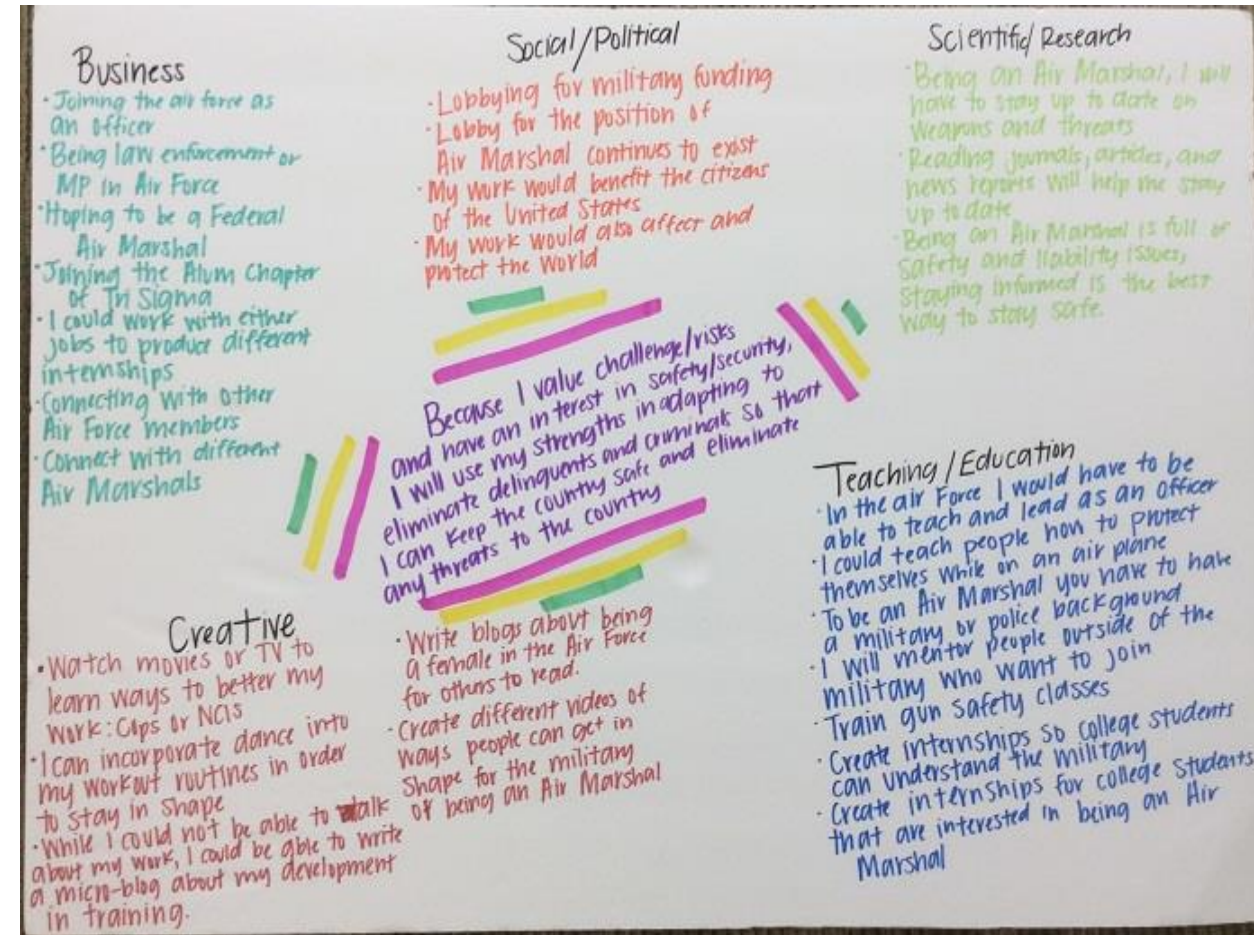 Business
· Joining the air force as
an officer
· Being law enforcement or
MP in Air Force
· Hoping to be a Federal
Air Marshal
· Joining the Alum Chapter
of Tri Sigma
· I could work with either
jobs to produce different
internships
· Connecting with other
Air Force members
· Connect with different
Air Marshals
Social/Political
· Lobbying for military funding
· Lobby for the position of
Air Marshal continues to exist
· My work would benefit the citizens
of the United States
· My work would also affect and
protect the world
Scientific/Research
· Being an Air Marshal, I will
have to stay up to date on
weapons and threats
· Reading journals, articles, and
news reports will help me stay
up to date
· Being an Air Marshal is full of
safety and liability issues,
staying informed is the best
way to stay safe.
Because I value challenge/risks
and have an interest in safety/security,
I will use my strengths in adapting to
eliminate delinquents and criminals so that
I can keep the country safe and eliminate
any threats to the country
Creative
· Watch movies or TV to
learn ways to better my
work: Cops or NCIS
· I can incorporate dance into
my workout routines in order
to stay in shape
· While I could not be able to talk
about my work, I could be able to write
a micro-blog about my development
in training.
· Write blogs about being
a female in the Air Force
for others to read.
· Create different videos of
ways people can get in
shape for the military
of being an Air Marshal
Teaching/Education
· In the air Force I would have to be
able to teach and lead as an officer
· I could teach people how to protect
themselves while on an air plane
· To be an Air Marshal you have to have
a military or police background
· I will mentor people outside of the
military who want to join
· Train gun safety classes
· Create internships so college students
can understand the military
· Create internships for college students
that are interested in being an Air
Marshal